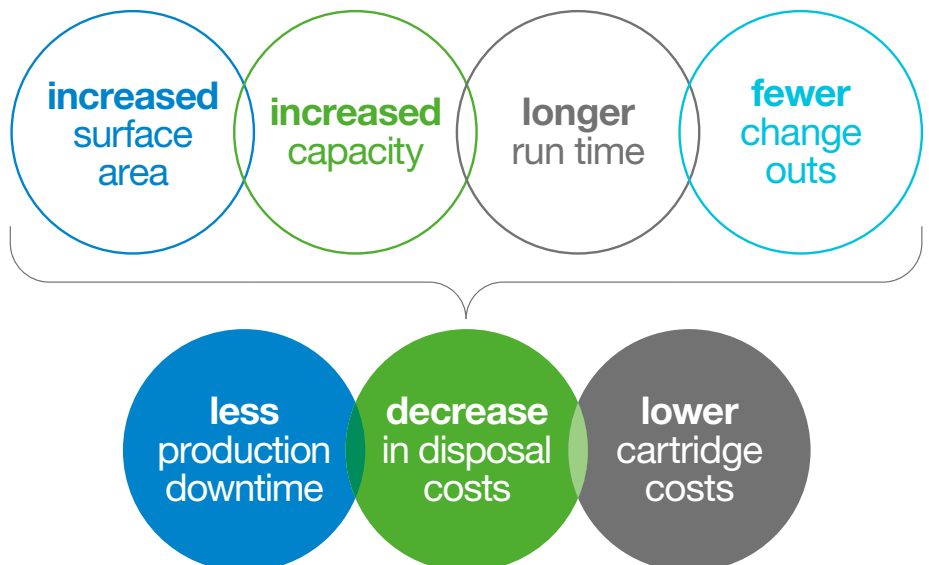 increased
surface
area
increased
capacity
longer
run time
fewer
change
outs
less
production
downtime
decrease
in disposal
costs
lower
cartridge
costs